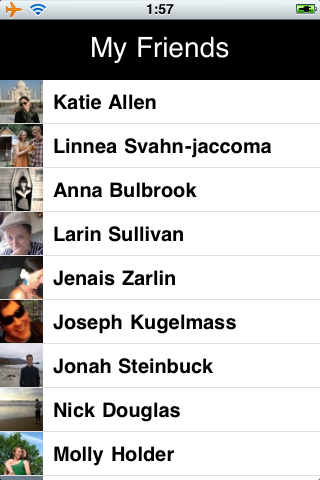 1:57
My Friends
Katie Allen
Linnea Svahn-jaccoma
Anna Bulbrook
Larin Sullivan
Jenais Zarlin
Joseph Kugelmass
Jonah Steinbuck
Nick Douglas
Molly Holder